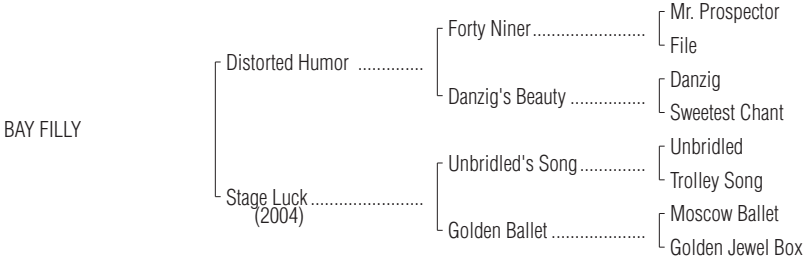 Mr. Prospector
Forty Niner........................
File
Distorted Humor ..............
Danzig
Danzig's Beauty ................
Sweetest Chant
BAY FILLY
Unbridled
Unbridled's Song..............
Trolley Song
Stage Luck........................
(2004)
Moscow Ballet
Golden Ballet ....................
Golden Jewel Box